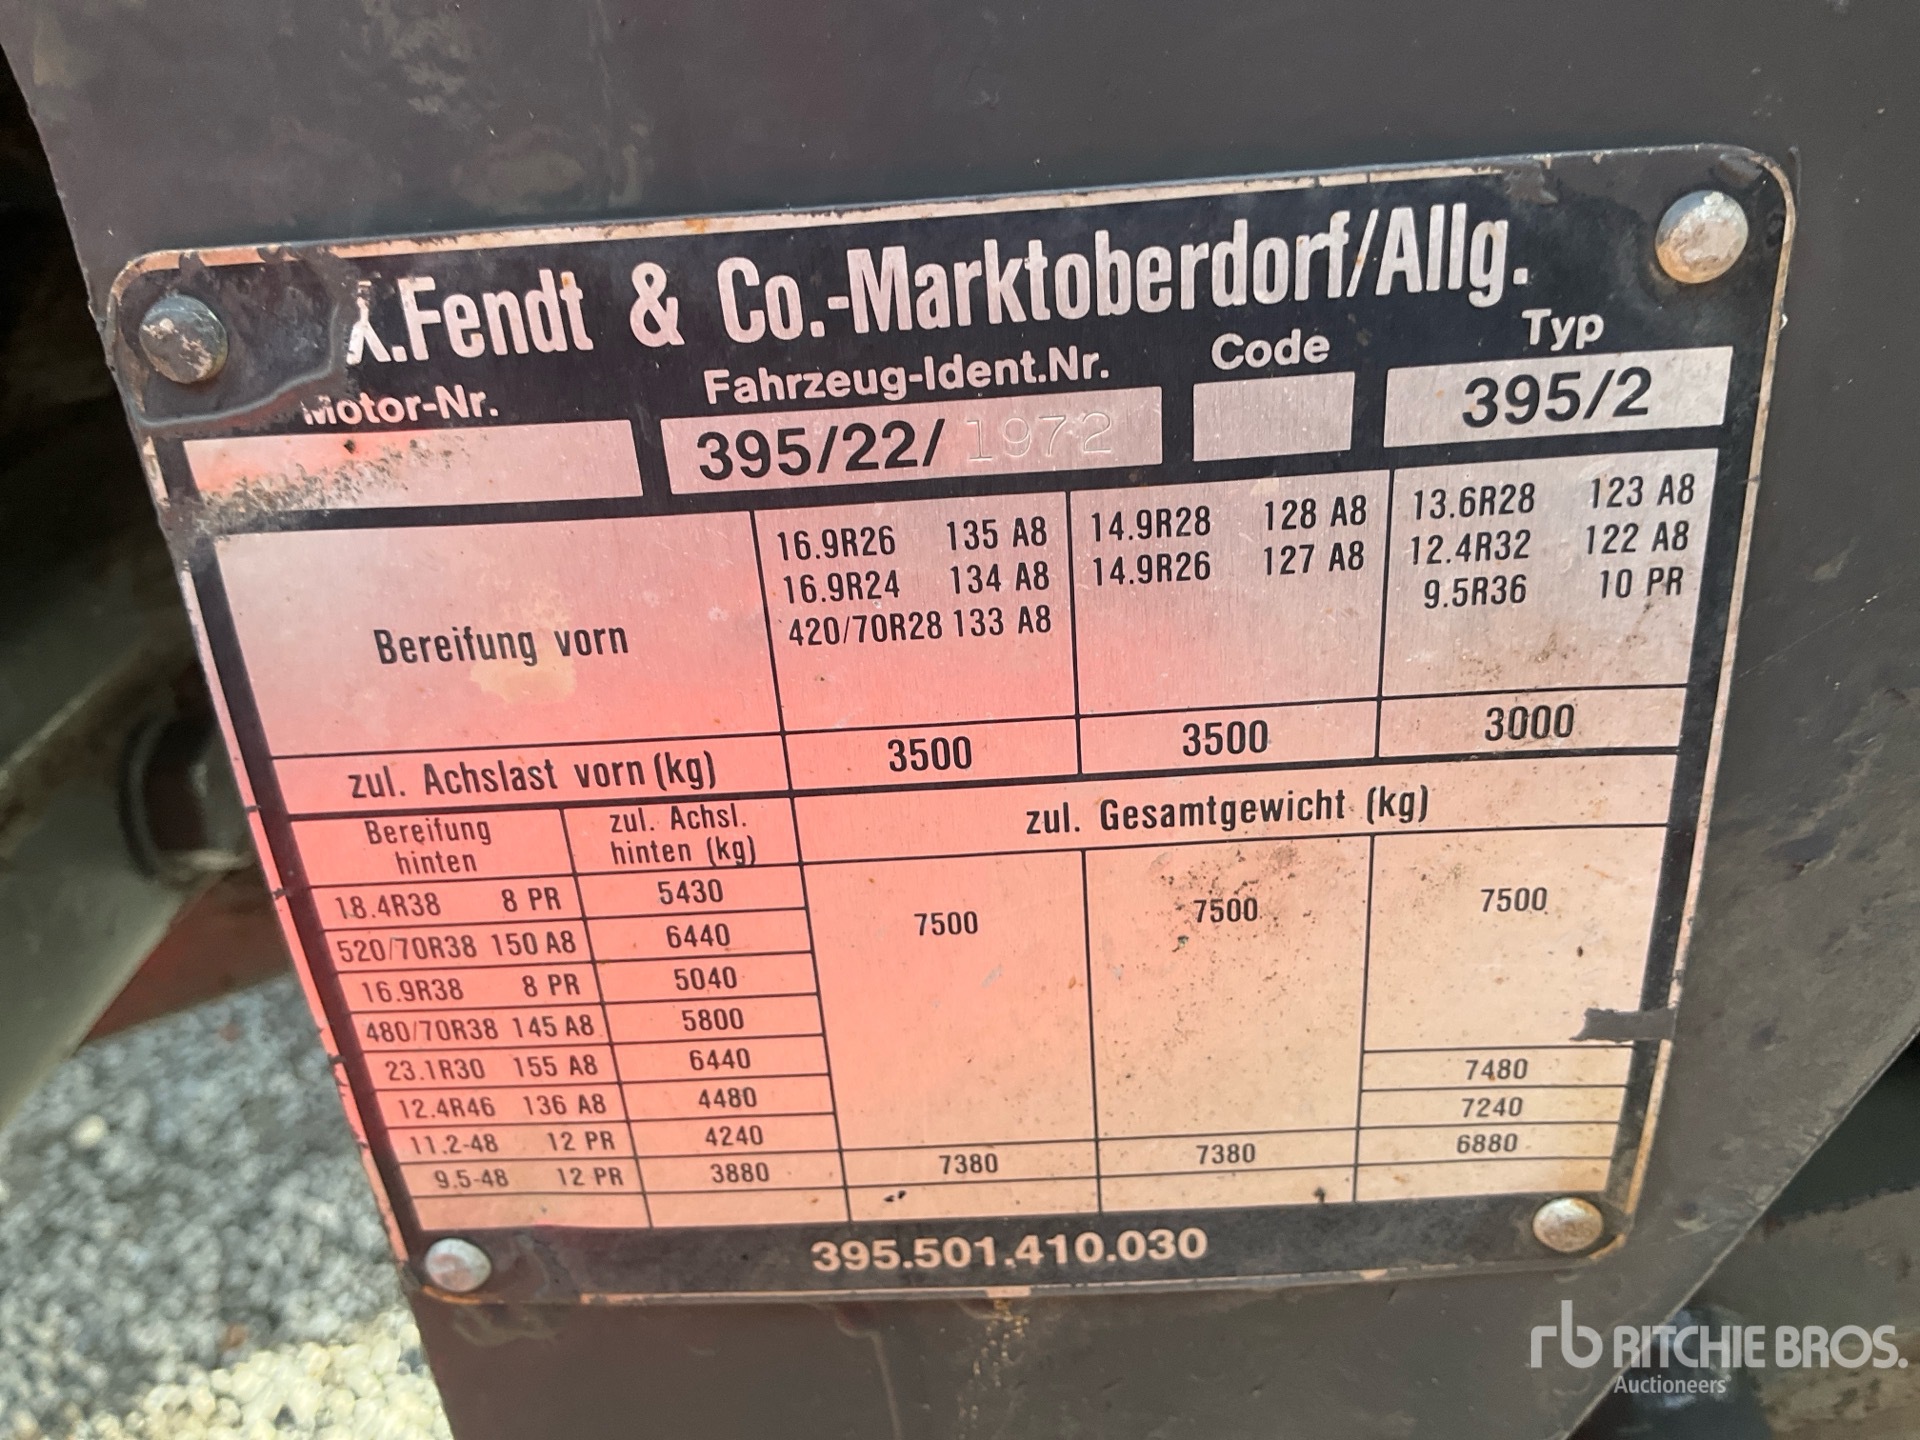 X.Fendt & Co.-Marktoberdorf/Allg.
Motor-Nr. Fahrzeug-Ident.Nr. Code Typ
395/22/1972 395/2
Bereifung vorn
16.9R26 135 A8 14.9R28 128 A8 13.6R28 123 A8
16.9R24 134 A8 14.9R26 127 A8 12.4R32 122 A8
420/70R28 133 A8 9.5R36 10 PR
zul. Achslast vorn (kg) 3500 3500 3000
Bereifung hinten zul. Achsl. hinten (kg) zul. Gesamtgewicht (kg)
18.4R38 8 PR 5430 7500 7500 7500
520/70R38 150 A8 6440
16.9R38 8 PR 5040
480/70R38 145 A8 5800
23.1R30 155 A8 6440
12.4R46 136 A8 4480 7480
11.2-48 12 PR 4240 7240
9.5-48 12 PR 3880 7380 7380 6880
395.501.410.030
rb RITCHIE BROS.
Auctioneers